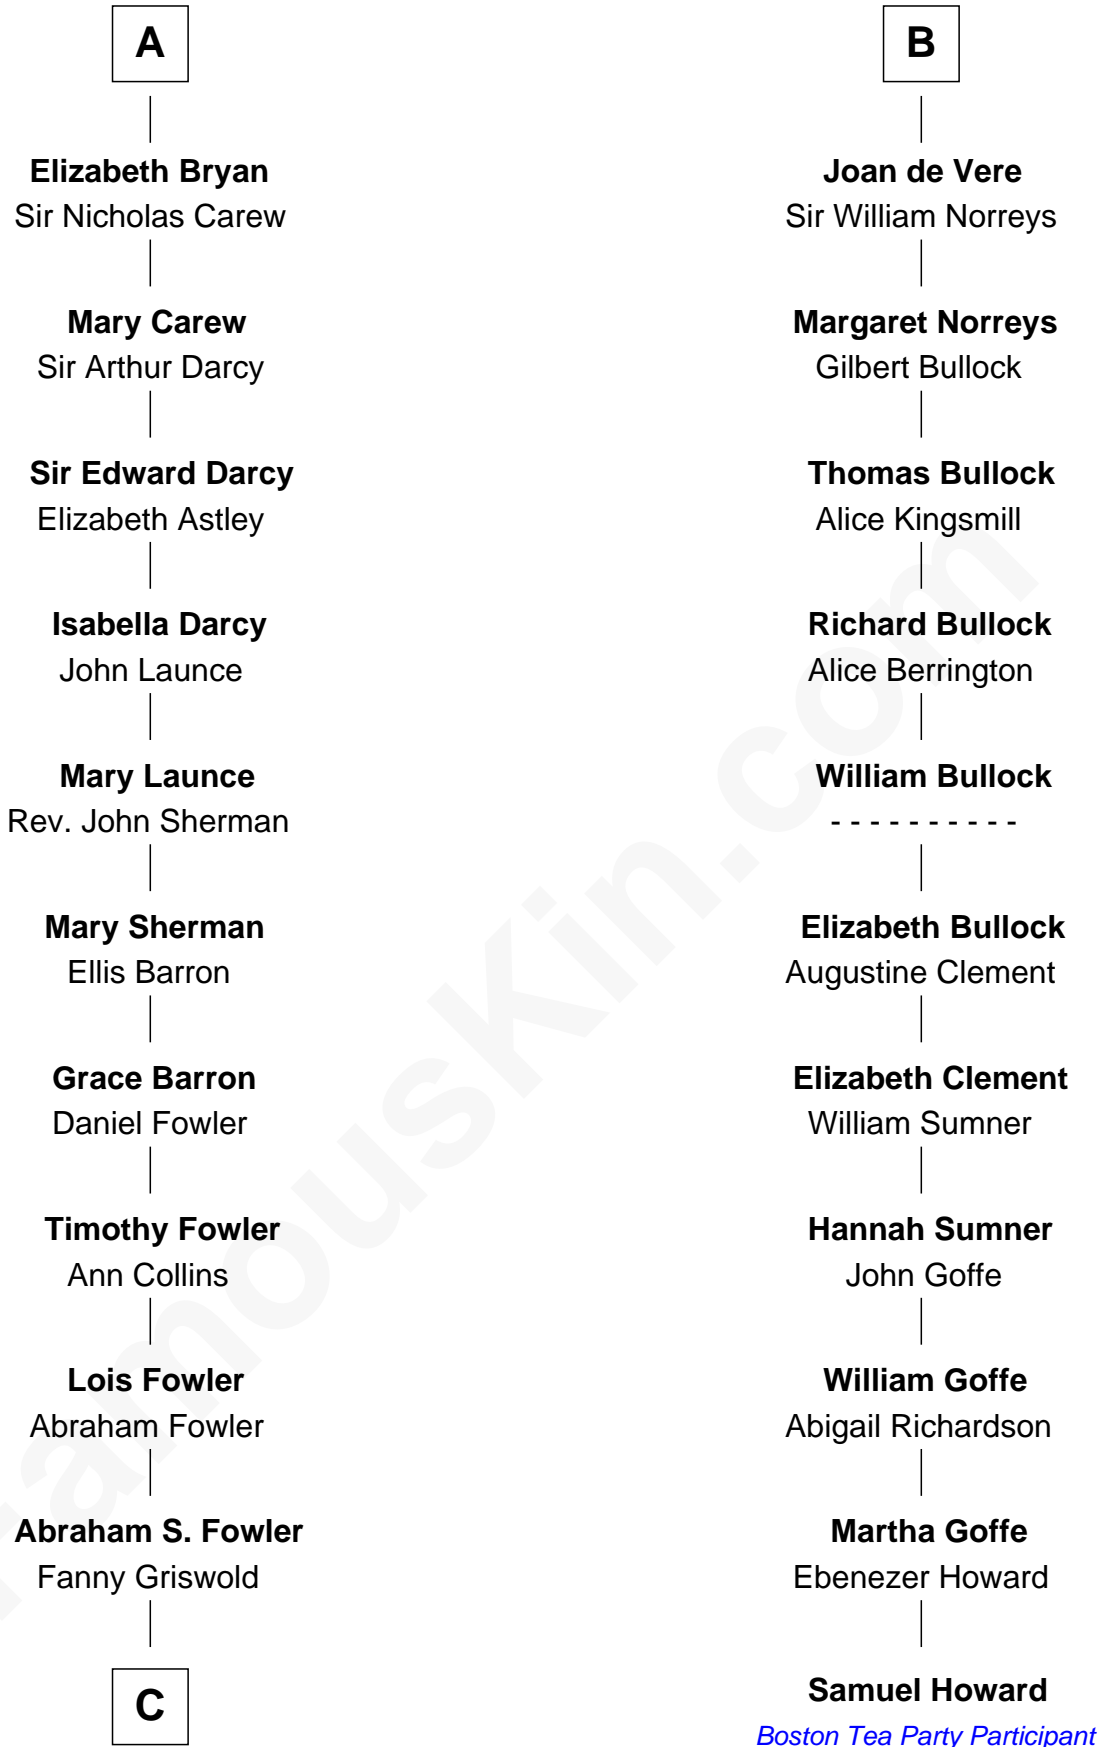 A
Elizabeth Bryan
Sir Nicholas Carew
Mary Carew
Sir Arthur Darcy
Sir Edward Darcy
Elizabeth Astley
Isabella Darcy
John Launce
Mary Launce
Rev. John Sherman
Mary Sherman
Ellis Barron
Grace Barron
Daniel Fowler
Timothy Fowler
Ann Collins
Lois Fowler
Abraham Fowler
Abraham S. Fowler
Fanny Griswold
C
B
Joan de Vere
Sir William Norreys
Margaret Norreys
Gilbert Bullock
Thomas Bullock
Alice Kingsmill
Richard Bullock
Alice Berrington
William Bullock
- - - - - - - - - -
Elizabeth Bullock
Augustine Clement
Elizabeth Clement
William Sumner
Hannah Sumner
John Goffe
William Goffe
Abigail Richardson
Martha Goffe
Ebenezer Howard
Samuel Howard
Boston Tea Party Participant
FamousKin.com